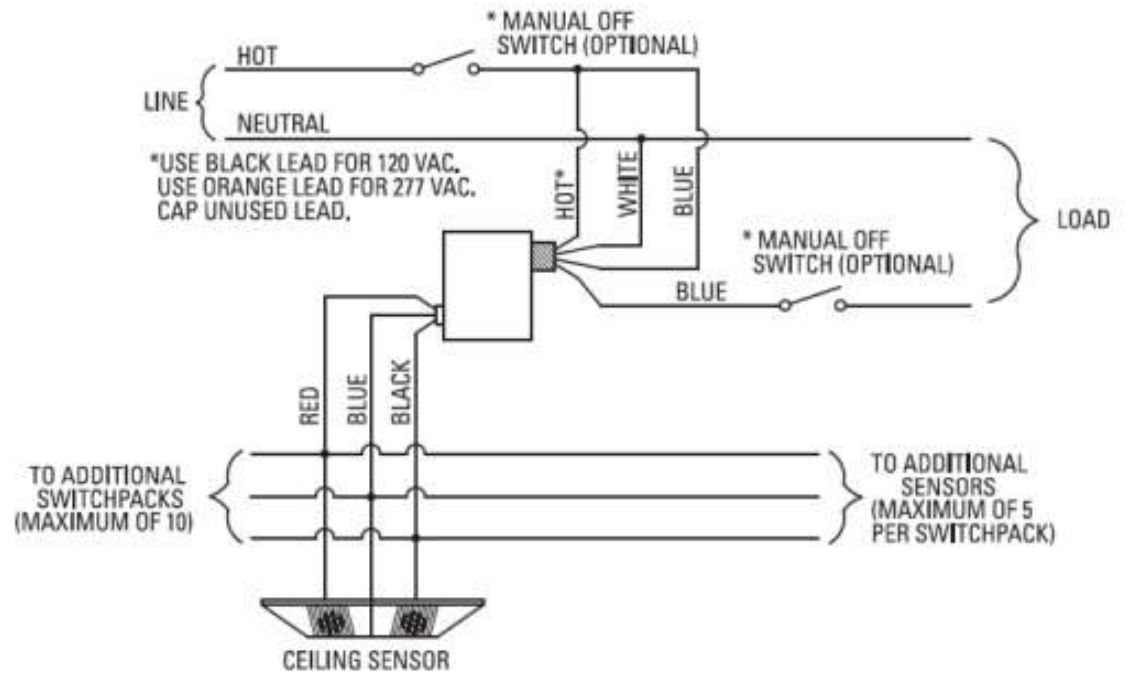 * MANUAL OFF
SWITCH (OPTIONAL)
HOT
LINE
NEUTRAL
*USE BLACK LEAD FOR 120 VAC.
USE ORANGE LEAD FOR 277 VAC.
CAP UNUSED LEAD.
HOT*
WHITE
BLUE
LOAD
* MANUAL OFF
SWITCH (OPTIONAL)
BLUE
RED
BLUE
BLACK
TO ADDITIONAL
SWITCHPACKS
(MAXIMUM OF 10)
TO ADDITIONAL
SENSORS
(MAXIMUM OF 5
PER SWITCHPACK)
CEILING SENSOR